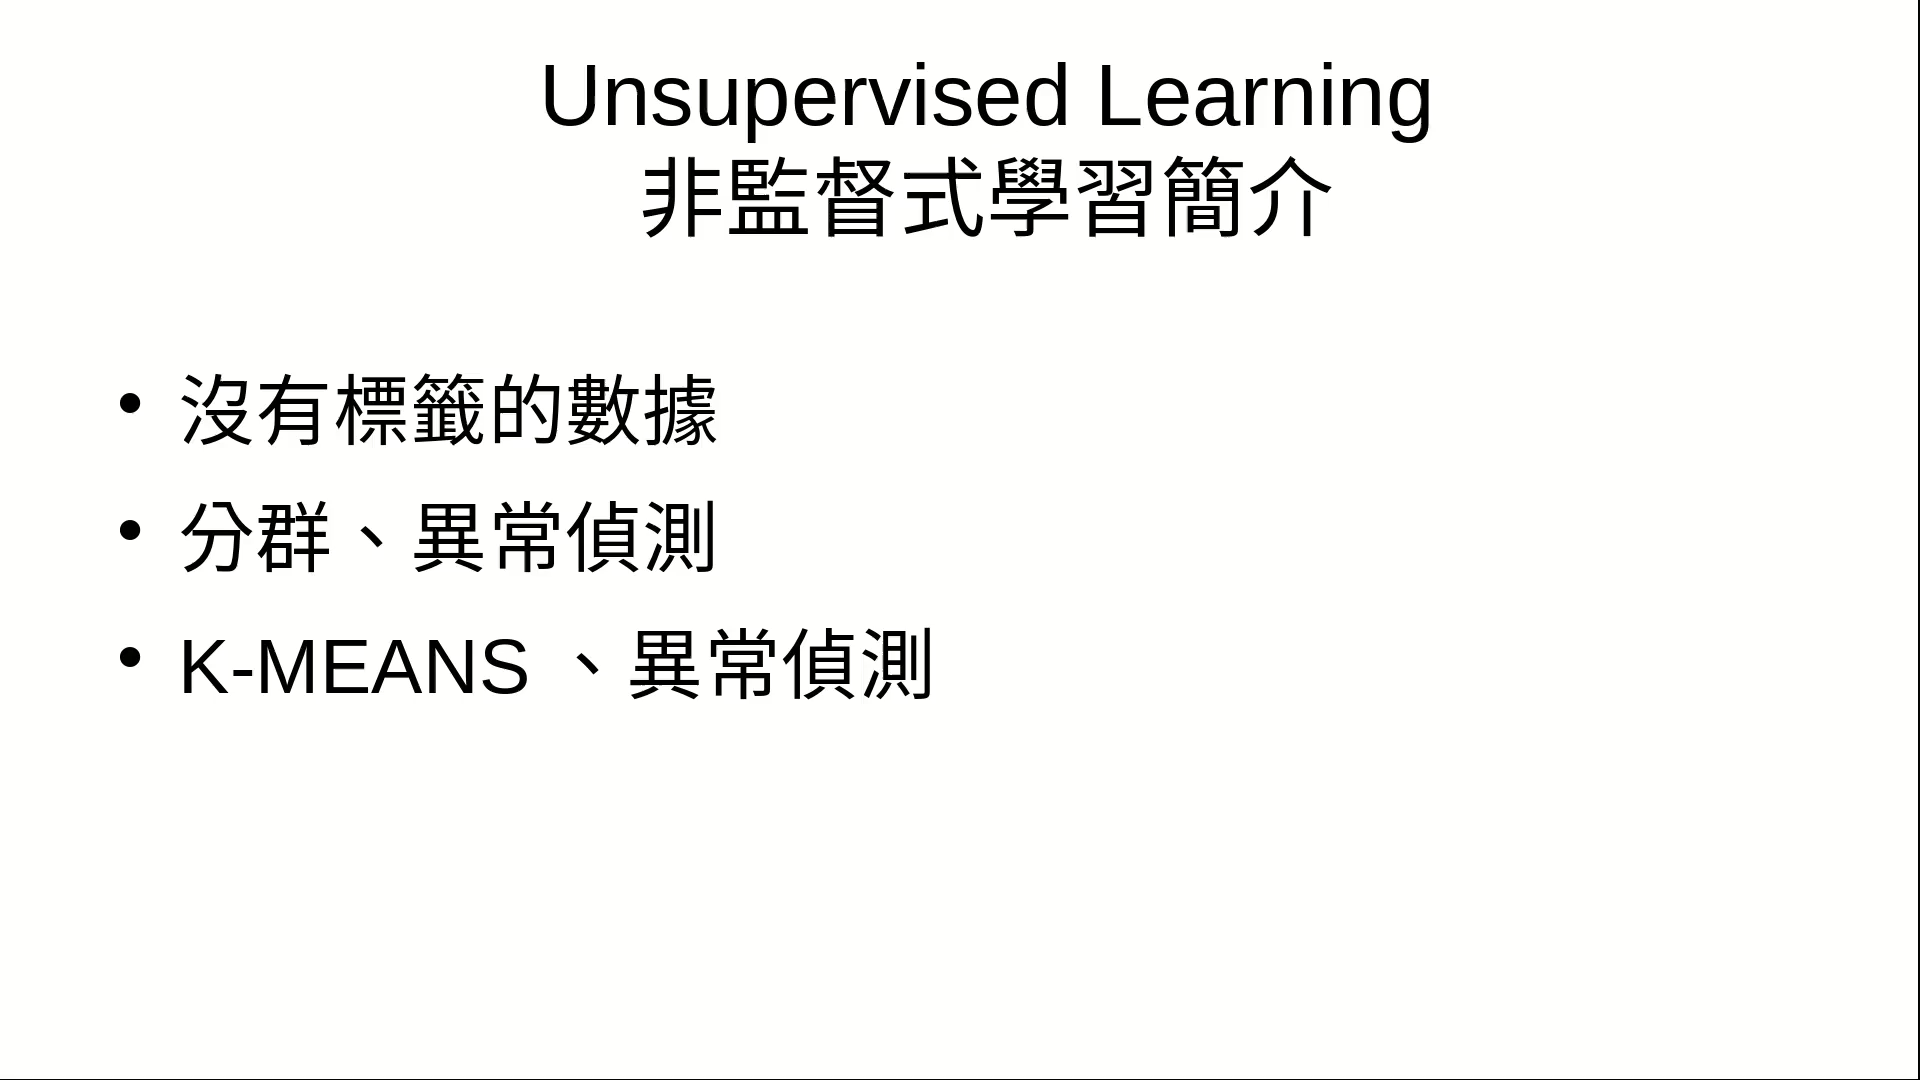 Unsupervised Learning
非監督式學習簡介
• 沒有標籤的數據
• 分群、異常偵測
• K-MEANS 、異常偵測